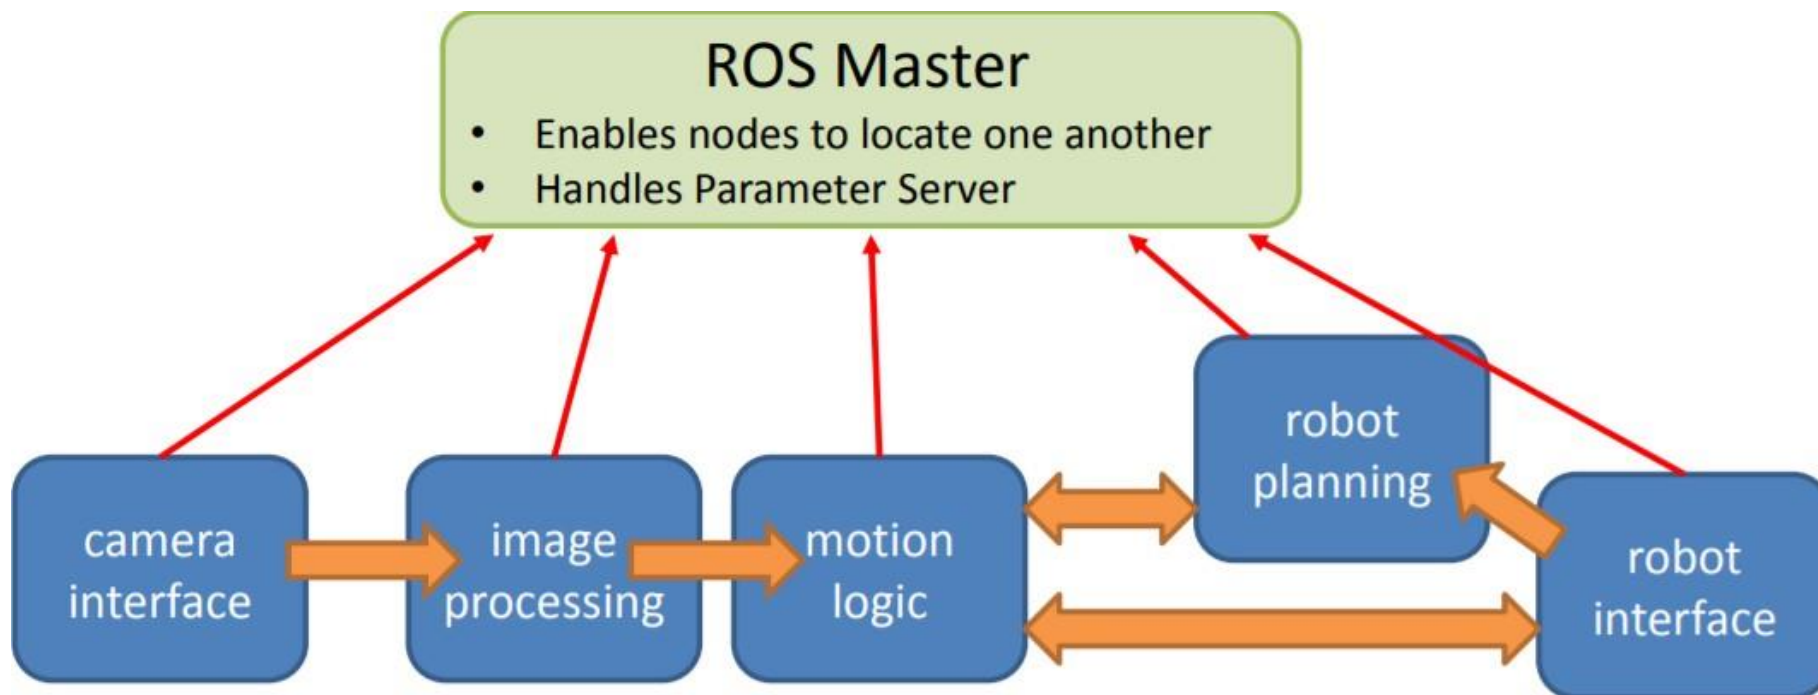 ROS Master
• Enables nodes to locate one another
• Handles Parameter Server
camera
interface
image
processing
motion
logic
robot
planning
robot
interface